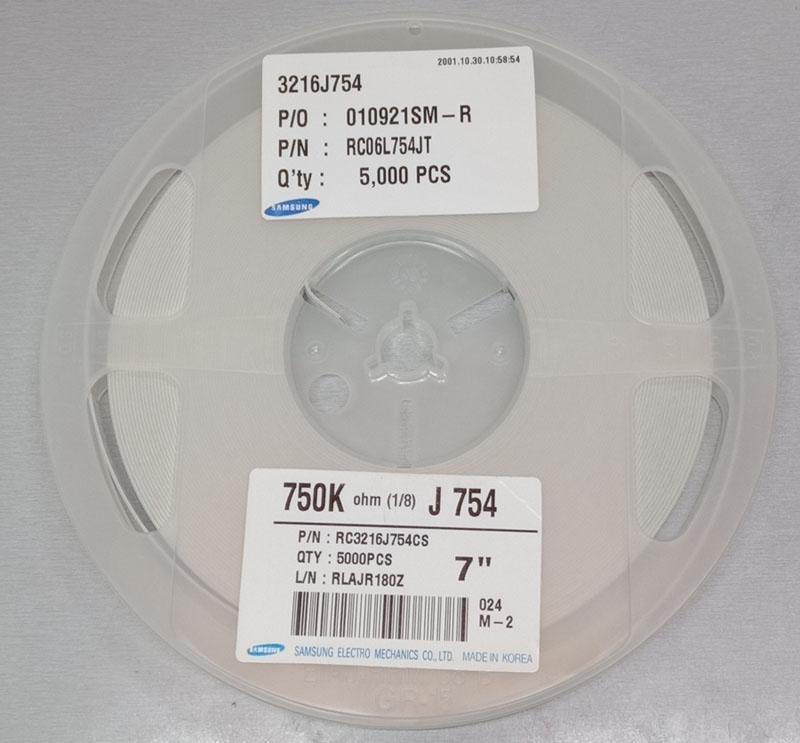 2001.10.30.10:58:54
3216J754
P/O : 010921SM-R
P/N : RC06L754JT
Q'ty : 5,000 PCS
SAMSUNG
750K ohm (1/8) J 754
P/N : RC3216J754CS
QTY : 5000PCS
7"
L/N : RLAJR180Z
024
M-2
SAMSUNG SAMSUNG ELECTRO MECHANICS CO., LTD. MADE IN KOREA